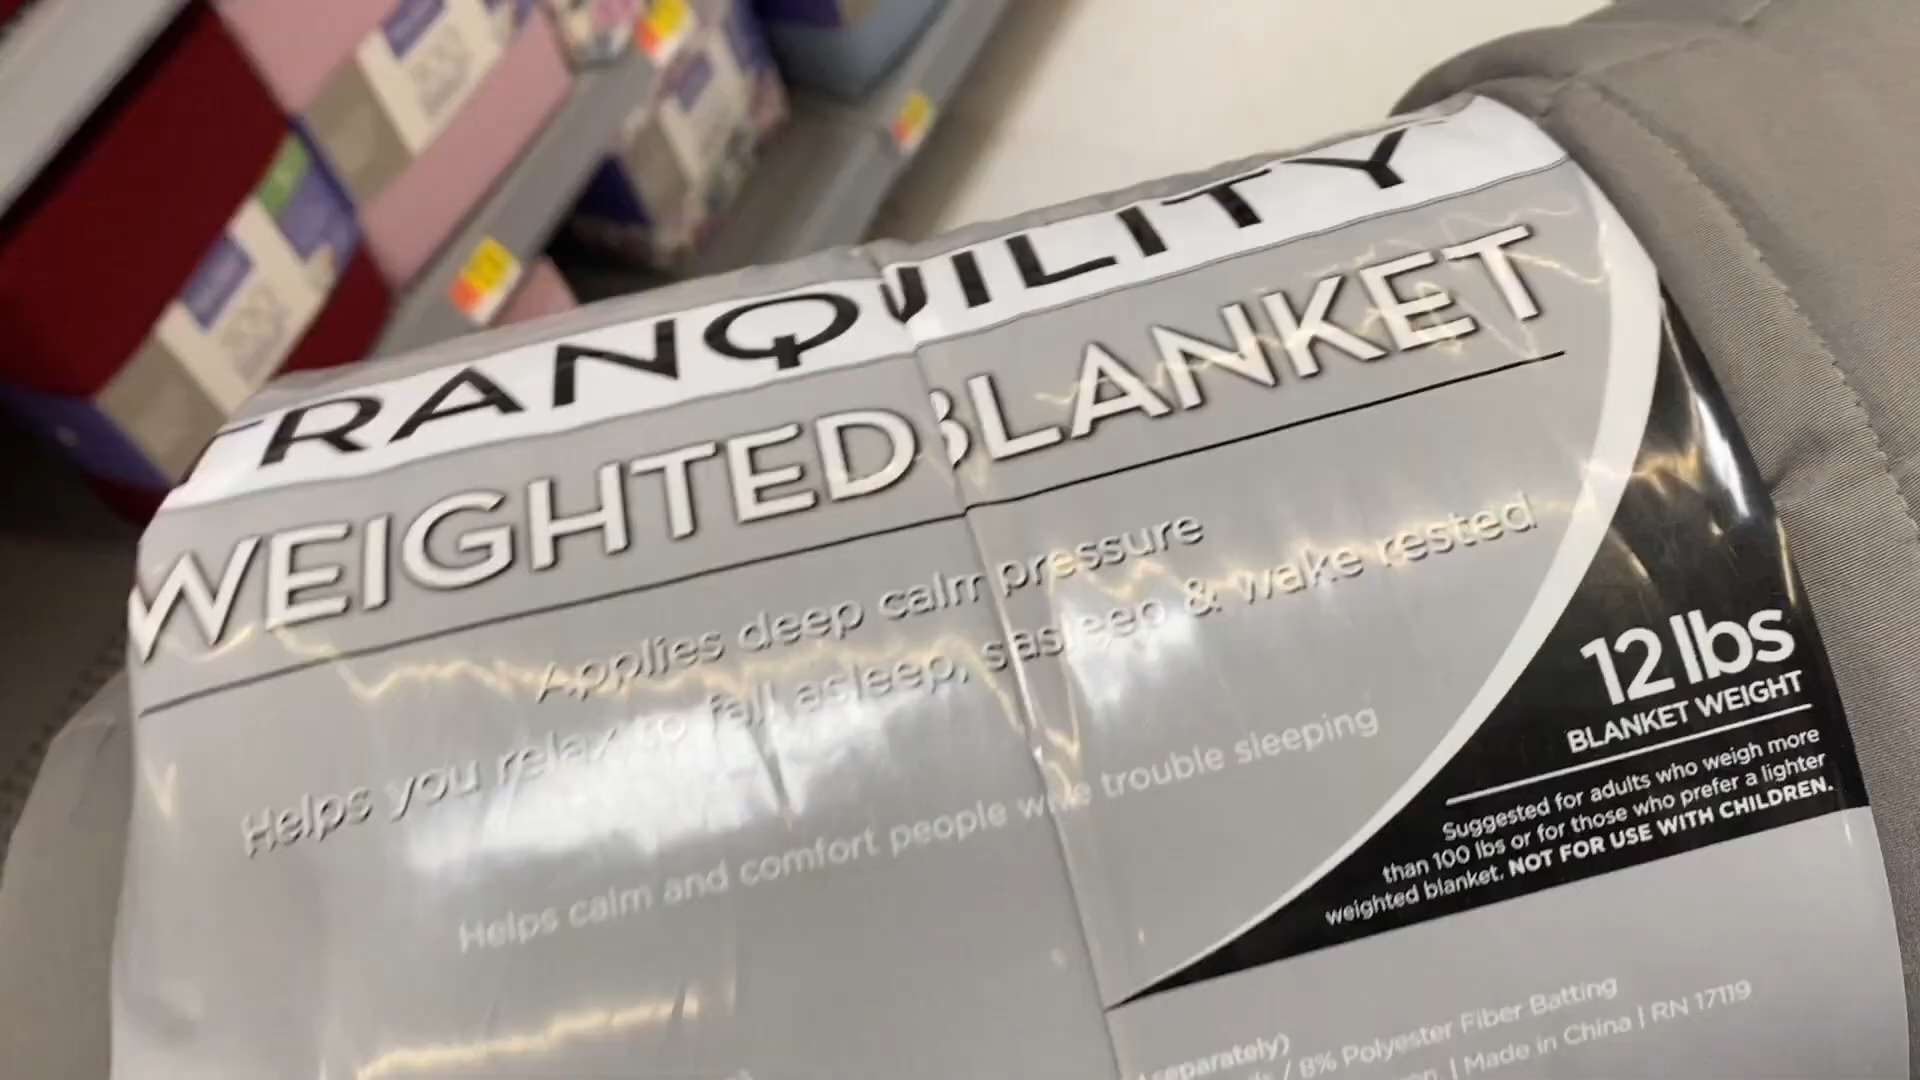 TRANQUILITY
WEIGHTED BLANKET
Applies deep calm pressure
Helps you relax to fall asleep, asleep & wake rested
Helps calm and comfort people trouble sleeping
12 lbs
BLANKET WEIGHT
Suggested for adults who weigh more
than 100 lbs or for those who prefer a lighter
weighted blanket. NOT FOR USE WITH CHILDREN.
separately)
/ 8% Polyester Fiber Batting
| Made in China | RN 17119